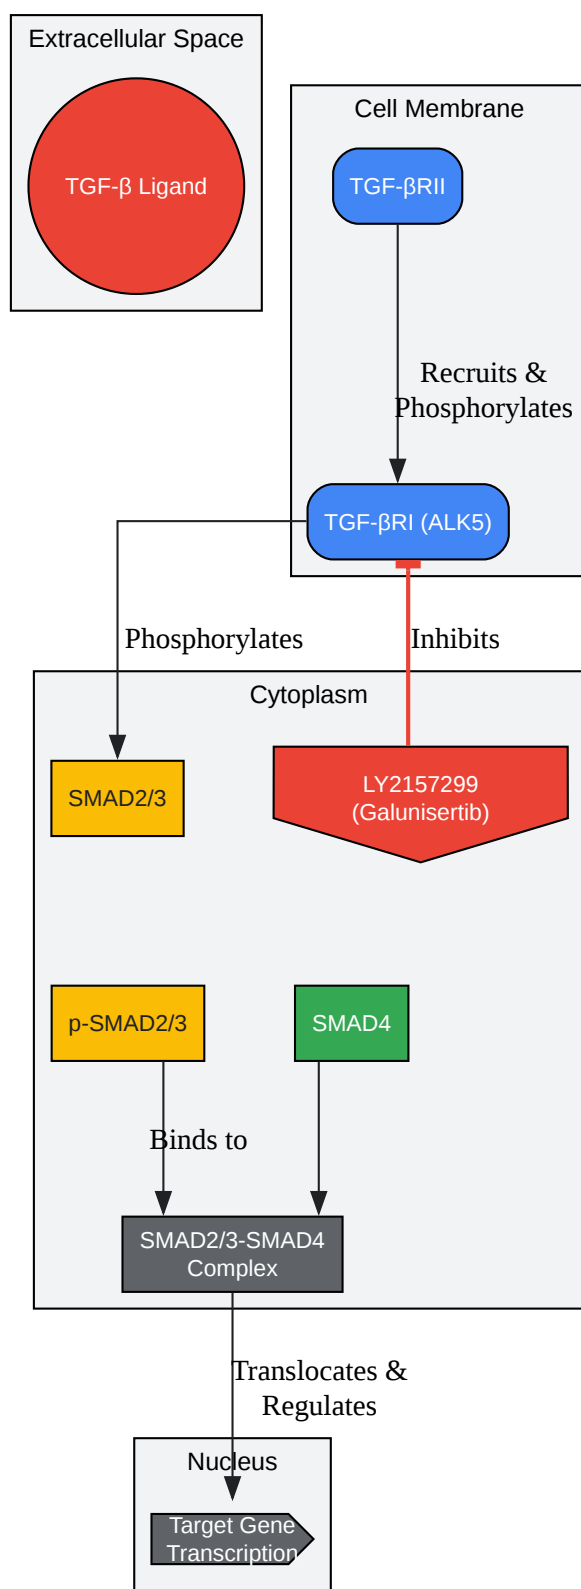 Extracellular Space
TGF-β Ligand
Cell Membrane
TGF-βRII
Recruits &
Phosphorylates
TGF-βRI (ALK5)
Phosphorylates
Inhibits
Cytoplasm
SMAD2/3
LY2157299
(Galunisertib)
p-SMAD2/3
SMAD4
Binds to
SMAD2/3-SMAD4
Complex
Translocates &
Regulates
Nucleus
Target Gene
Transcription